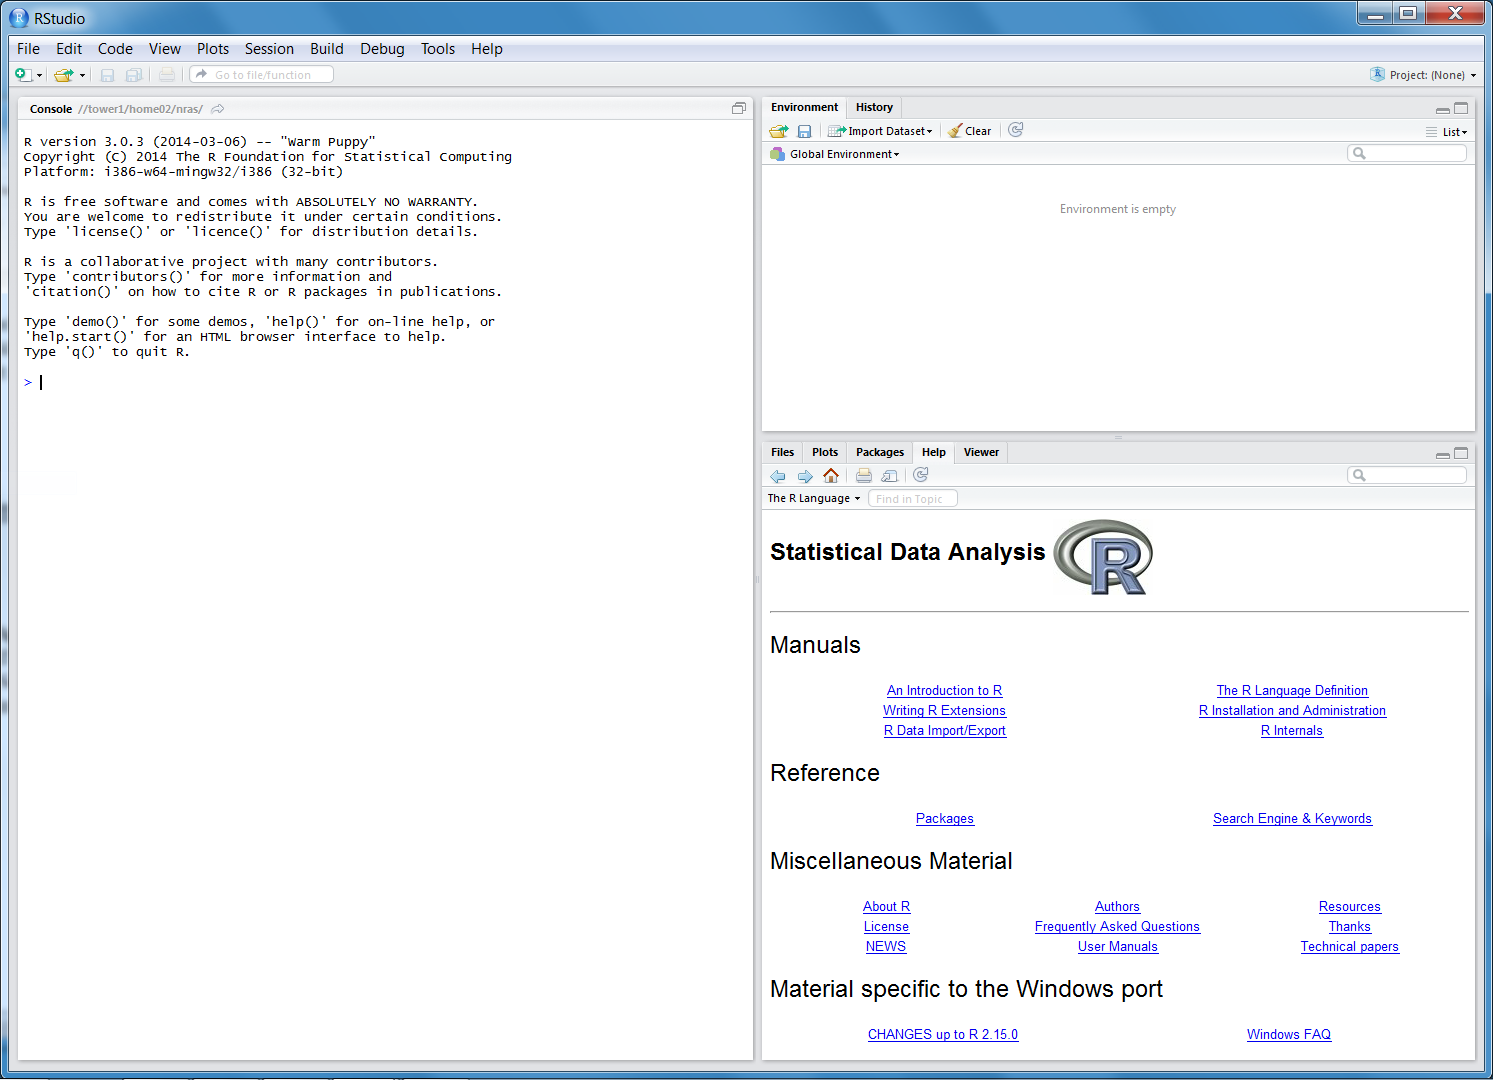 RStudio
File Edit Code View Plots Session Build Debug Tools Help
Go to file/function
Project: (None)
Console //tower1/home02/nras/
R version 3.0.3 (2014-03-06) -- "Warm Puppy"
Copyright (C) 2014 The R Foundation for Statistical Computing
Platform: i386-w64-mingw32/i386 (32-bit)
R is free software and comes with ABSOLUTELY NO WARRANTY.
You are welcome to redistribute it under certain conditions.
Type 'license()' or 'licence()' for distribution details.
R is a collaborative project with many contributors.
Type 'contributors()' for more information and
'citation()' on how to cite R or R packages in publications.
Type 'demo()' for some demos, 'help()' for on-line help, or
'help.start()' for an HTML browser interface to help.
Type 'q()' to quit R.
>
Environment History
Import Dataset Clear List
Global Environment
Environment is empty
Files Plots Packages Help Viewer
The R Language Find in Topic
Statistical Data Analysis R
Manuals
An Introduction to R The R Language Definition
Writing R Extensions R Installation and Administration
R Data Import/Export R Internals
Reference
Packages Search Engine & Keywords
Miscellaneous Material
About R Authors Resources
License Frequently Asked Questions Thanks
NEWS User Manuals Technical papers
Material specific to the Windows port
CHANGES up to R 2.15.0 Windows FAQ